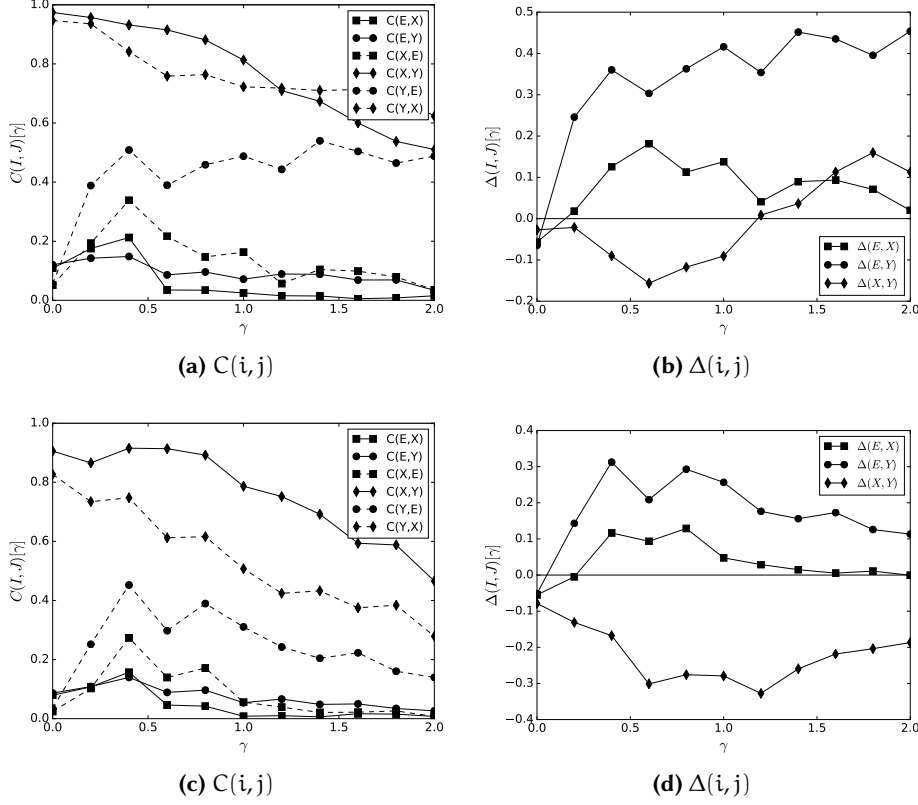 1.0
0.8
0.6
0.4
0.2
0.0
C(I, J)[γ]
0.0 0.5 1.0 1.5 2.0
γ
C(E,X)
C(E,Y)
C(X,E)
C(X,Y)
C(Y,E)
C(Y,X)
(a) C(i, j)
0.5
0.4
0.3
0.2
0.1
0.0
−0.1
−0.2
Δ(I, J)[γ]
0.0 0.5 1.0 1.5 2.0
γ
Δ(E, X)
Δ(E, Y)
Δ(X, Y)
(b) Δ(i, j)
1.0
0.8
0.6
0.4
0.2
0.0
C(I, J)[γ]
0.0 0.5 1.0 1.5 2.0
γ
C(E,X)
C(E,Y)
C(X,E)
C(X,Y)
C(Y,E)
C(Y,X)
(c) C(i, j)
0.4
0.3
0.2
0.1
0.0
−0.1
−0.2
−0.3
−0.4
Δ(I, J)[γ]
0.0 0.5 1.0 1.5 2.0
γ
Δ(E, X)
Δ(E, Y)
Δ(X, Y)
(d) Δ(i, j)